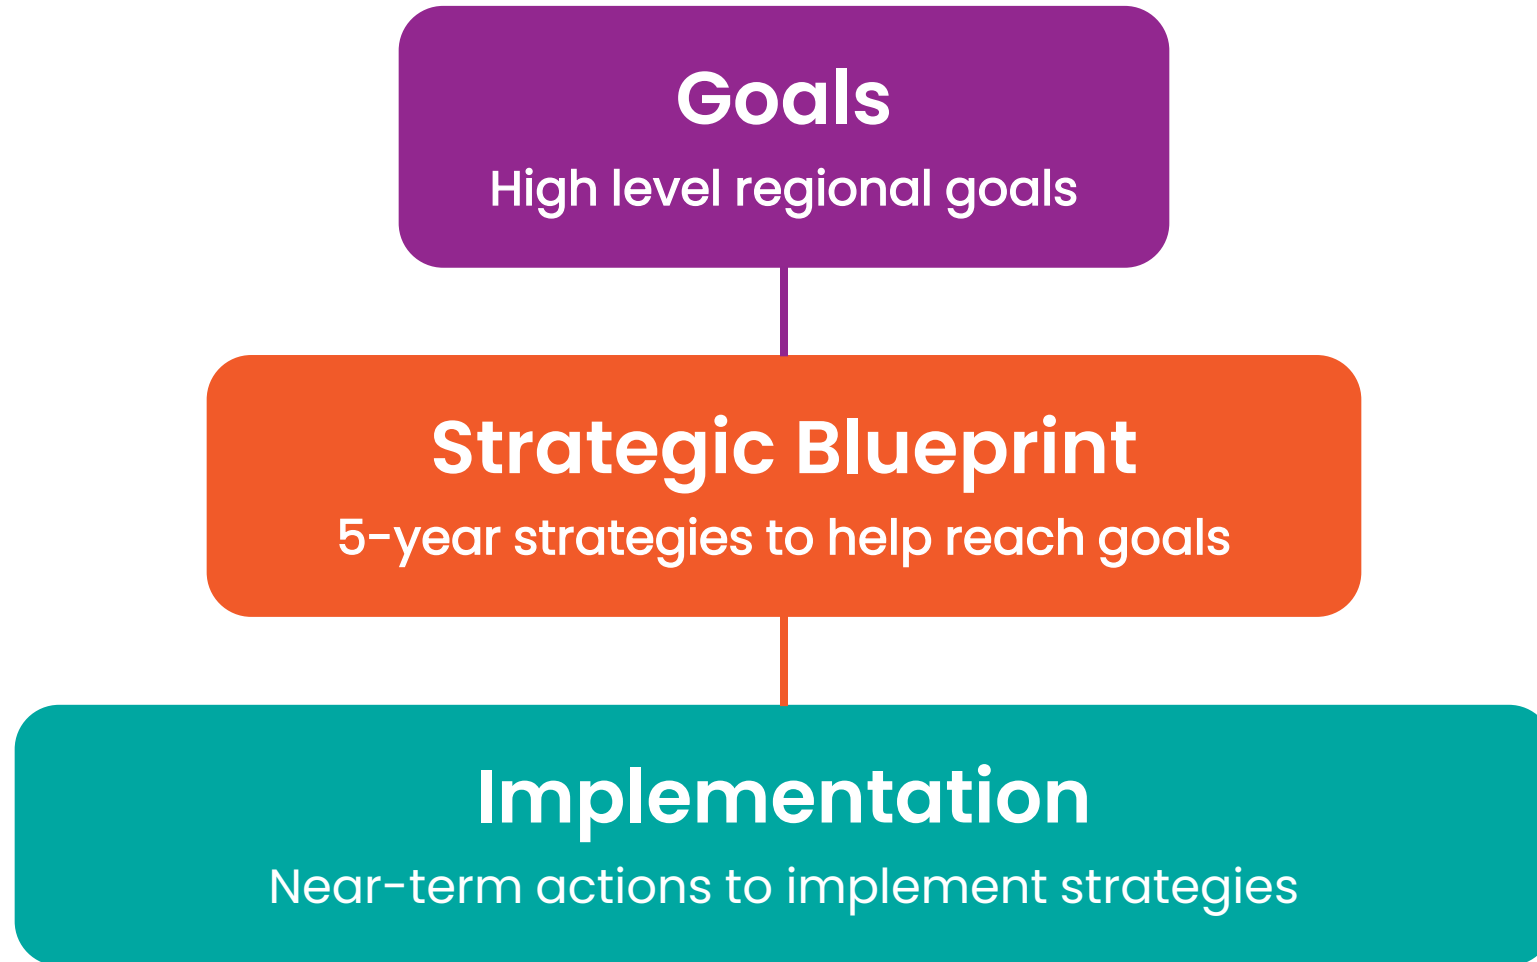 Goals
High level regional goals
Strategic Blueprint
5-year strategies to help reach goals
Implementation
Near-term actions to implement strategies